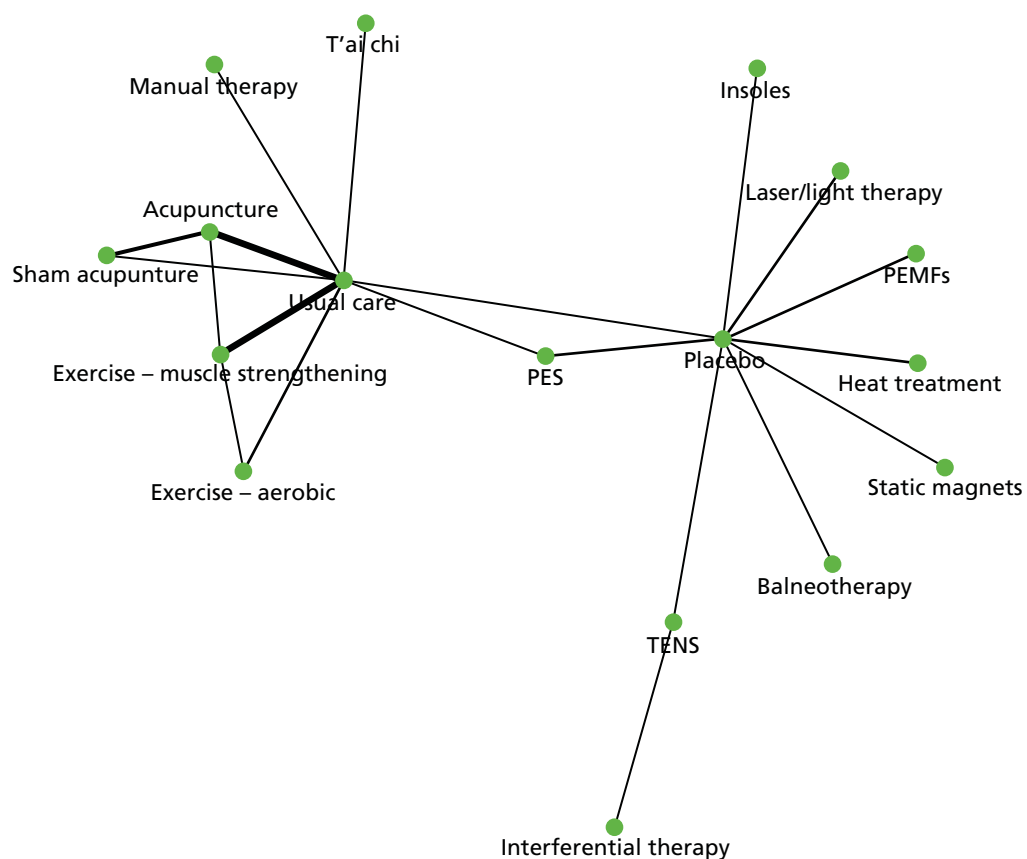 T’ai chi
Manual therapy
Insoles
Laser/light therapy
Acupuncture
Sham acupunture
PEMFs
Usual care
Placebo
Exercise – muscle strengthening
PES
Heat treatment
Exercise – aerobic
Static magnets
Balneotherapy
TENS
Interferential therapy